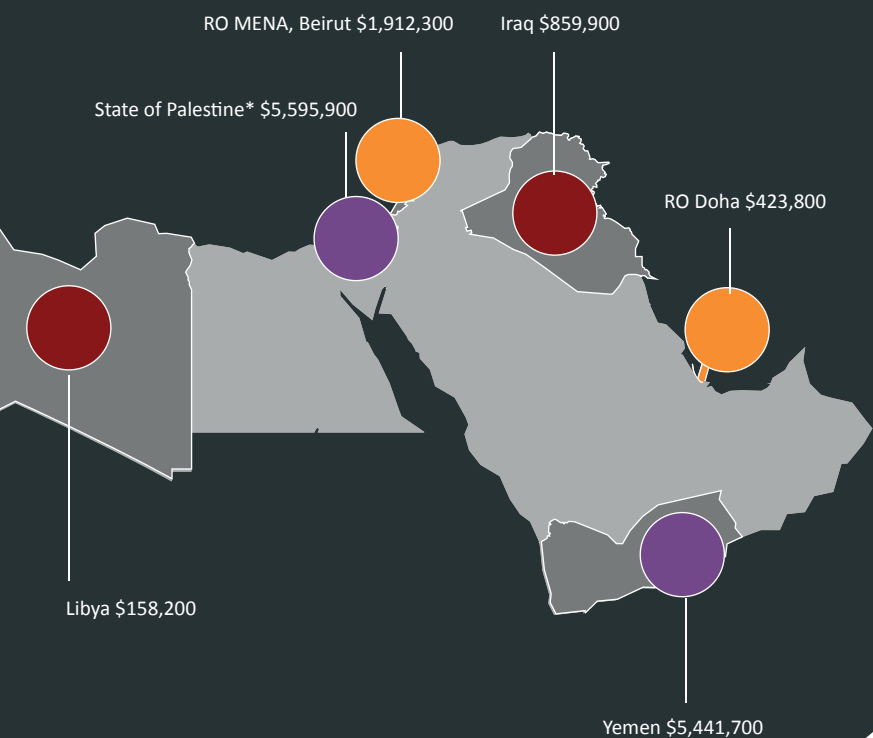 RO MENA, Beirut $1,912,300
Iraq $859,900
State of Palestine* $5,595,900
RO Doha $423,800
Libya $158,200
Yemen $5,441,700